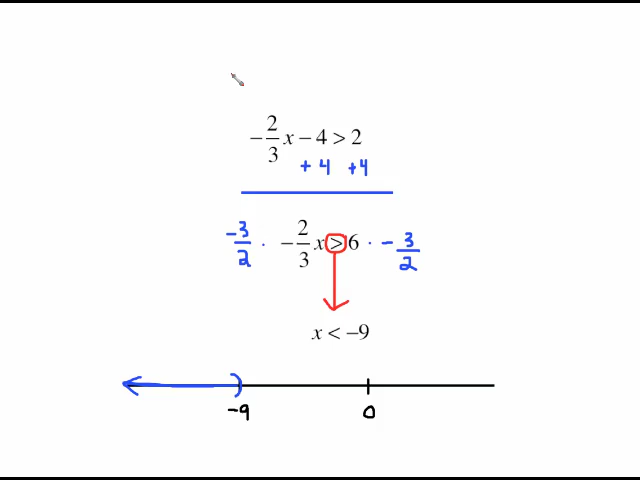 -2/3 x - 4 > 2
+4 +4
-3/2 · -2/3 x > 6 · -3/2
x < -9
-9 0